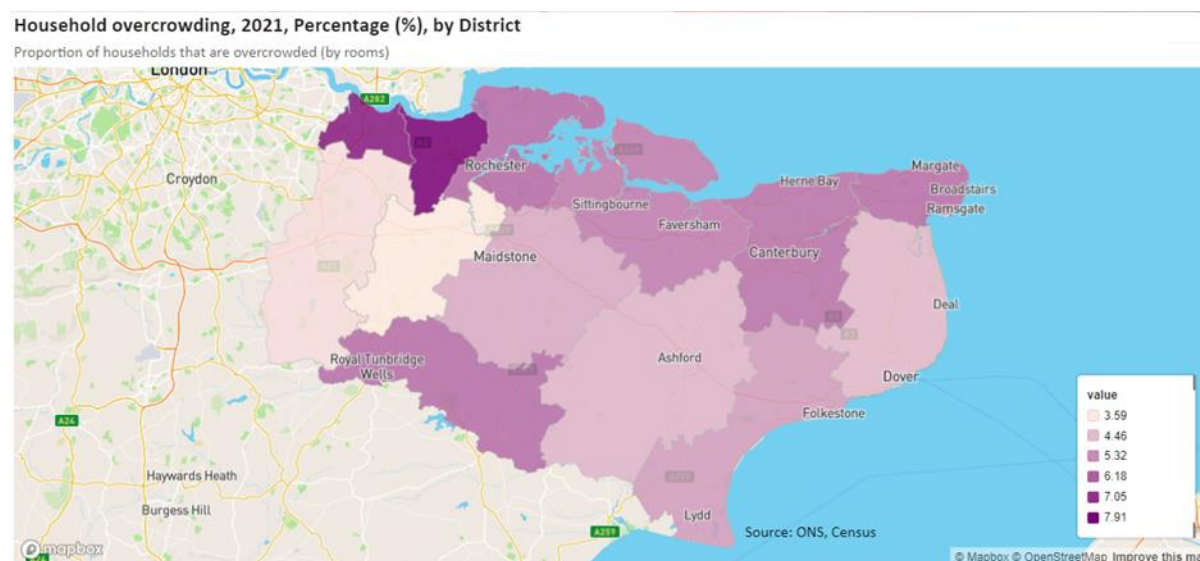 Household overcrowding, 2021, Percentage (%), by District
Proportion of households that are overcrowded (by rooms)
London
A282
Croydon
Rochester
Margate
Herne Bay
Broadstairs
Sittingbourne
Ramsgate
Faversham
Canterbury
Maidstone
Deal
Royal Tunbridge
Wells
Ashford
Dover
Folkestone
A26
Haywards Heath
Burgess Hill
Lydd
A259
Source: ONS, Census
value
3.59
4.46
5.32
6.18
7.05
7.91
mapbox
© Mapbox © OpenStreetMap Improve this ma